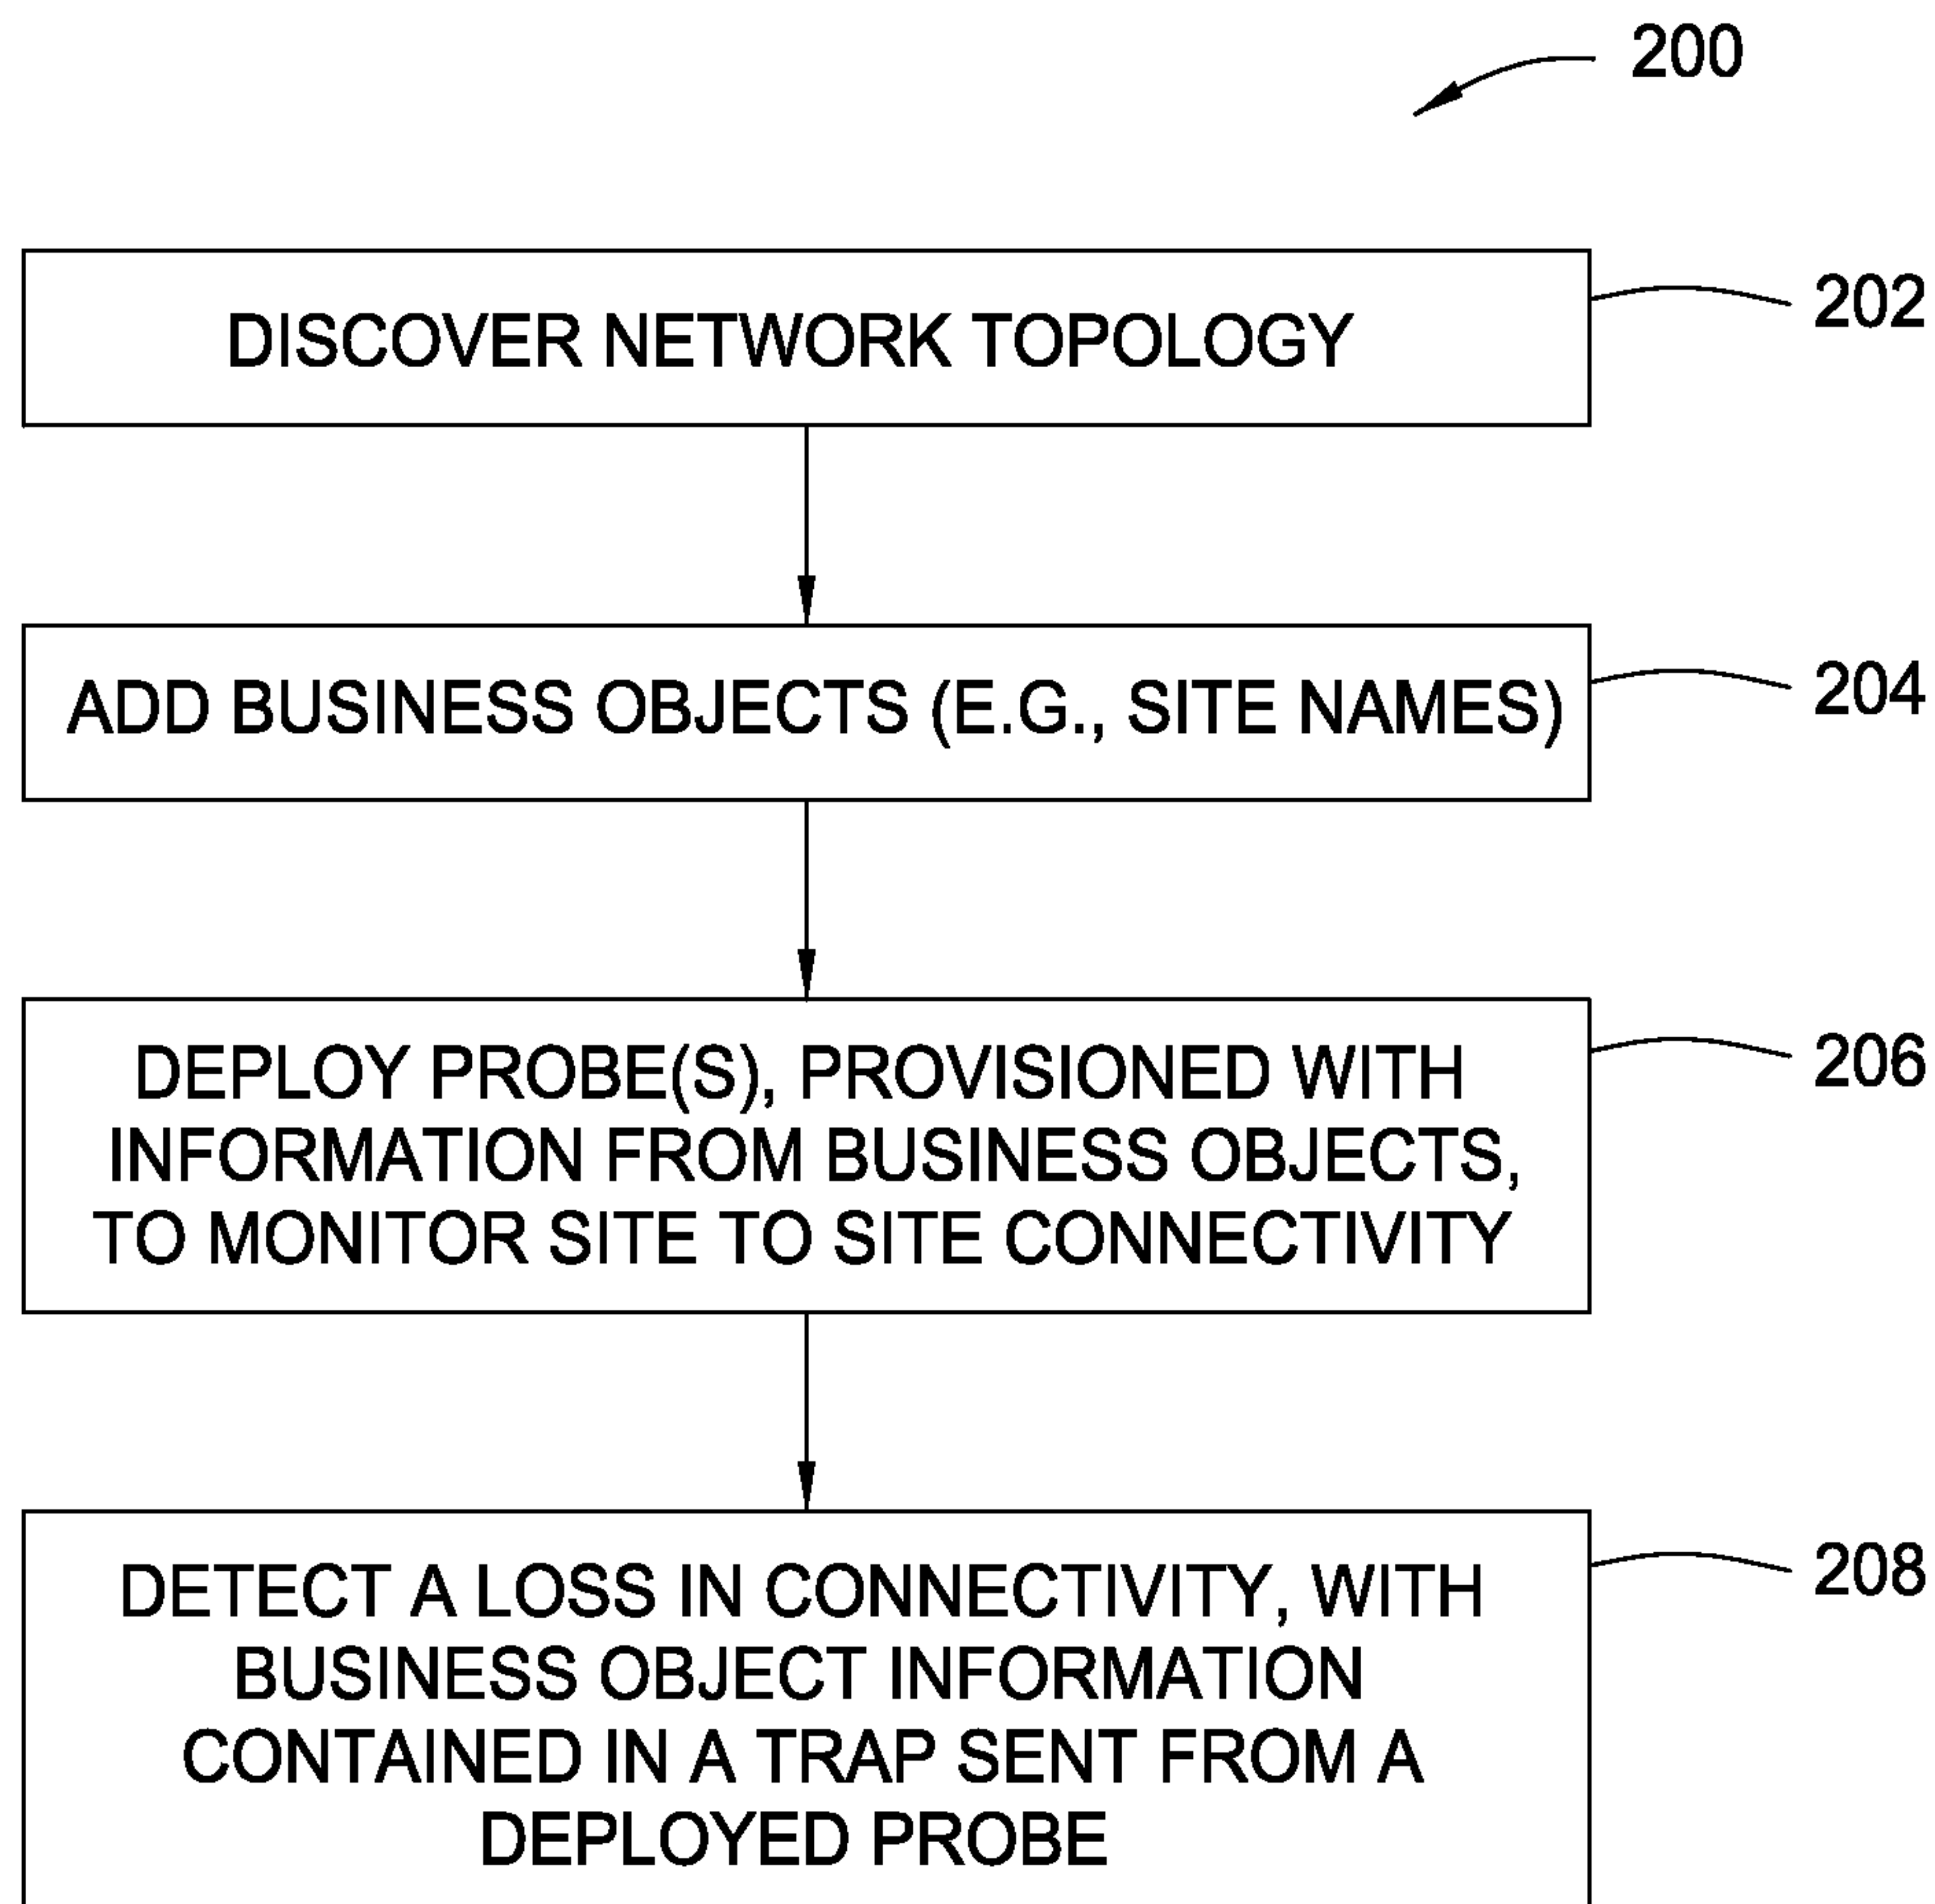 200
DISCOVER NETWORK TOPOLOGY
202
ADD BUSINESS OBJECTS (E.G., SITE NAMES)
204
DEPLOY PROBE(S), PROVISIONED WITH
INFORMATION FROM BUSINESS OBJECTS,
TO MONITOR SITE TO SITE CONNECTIVITY
206
DETECT A LOSS IN CONNECTIVITY, WITH
BUSINESS OBJECT INFORMATION
CONTAINED IN A TRAP SENT FROM A
DEPLOYED PROBE
208